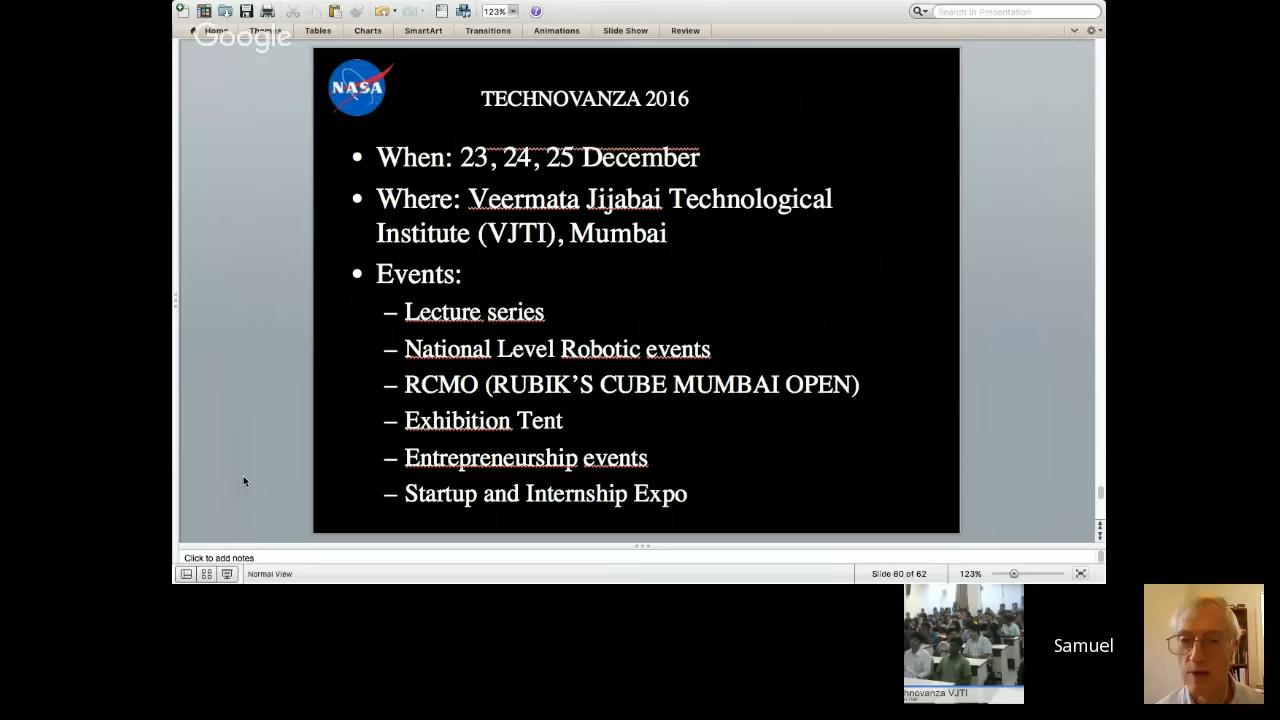 123%
Search in Presentation
Home
Themes
Tables
Charts
SmartArt
Transitions
Animations
Slide Show
Review
Google
NASA
TECHNOVANZA 2016
• When: 23, 24, 25 December
• Where: Veermata Jijabai Technological
Institute (VJTI), Mumbai
• Events:
– Lecture series
– National Level Robotic events
– RCMO (RUBIK'S CUBE MUMBAI OPEN)
– Exhibition Tent
– Entrepreneurship events
– Startup and Internship Expo
Click to add notes
Normal View
Slide 60 of 62
123%
Samuel
hnovanza VJTI